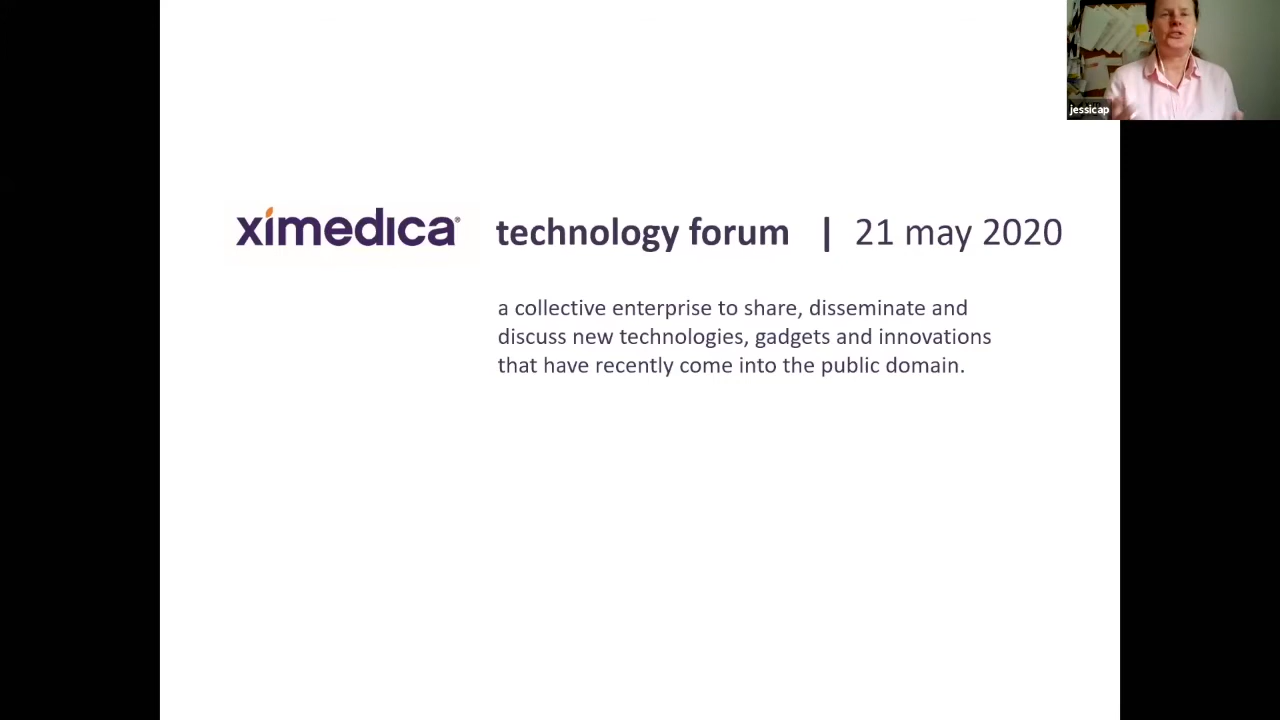 xímedica® technology forum | 21 may 2020
a collective enterprise to share, disseminate and
discuss new technologies, gadgets and innovations
that have recently come into the public domain.
jessicap